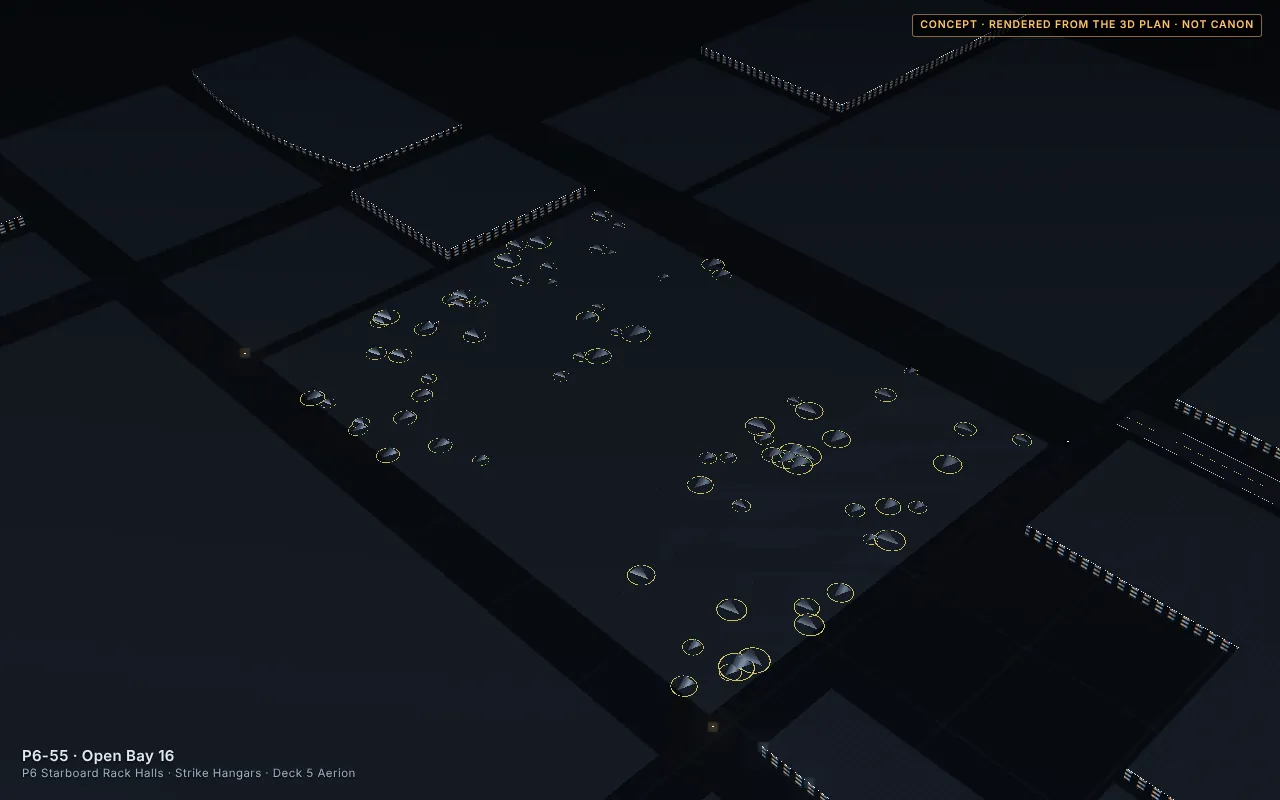 CONCEPT · RENDERED FROM THE 3D PLAN · NOT CANON
P6-55 · Open Bay 16
P6 Starboard Rack Halls · Strike Hangars · Deck 5 Aerion